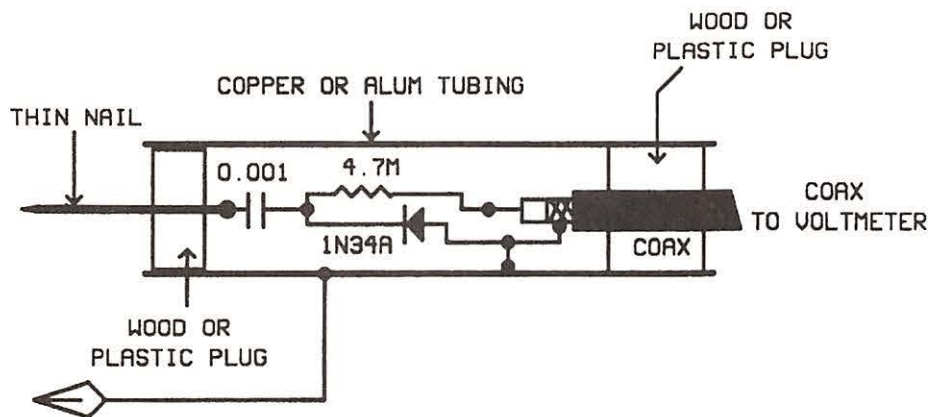 WOOD OR
PLASTIC PLUG
COPPER OR ALUM TUBING
THIN NAIL
0.001
4.7M
COAX
TO VOLTMETER
1N34A
COAX
WOOD OR
PLASTIC PLUG